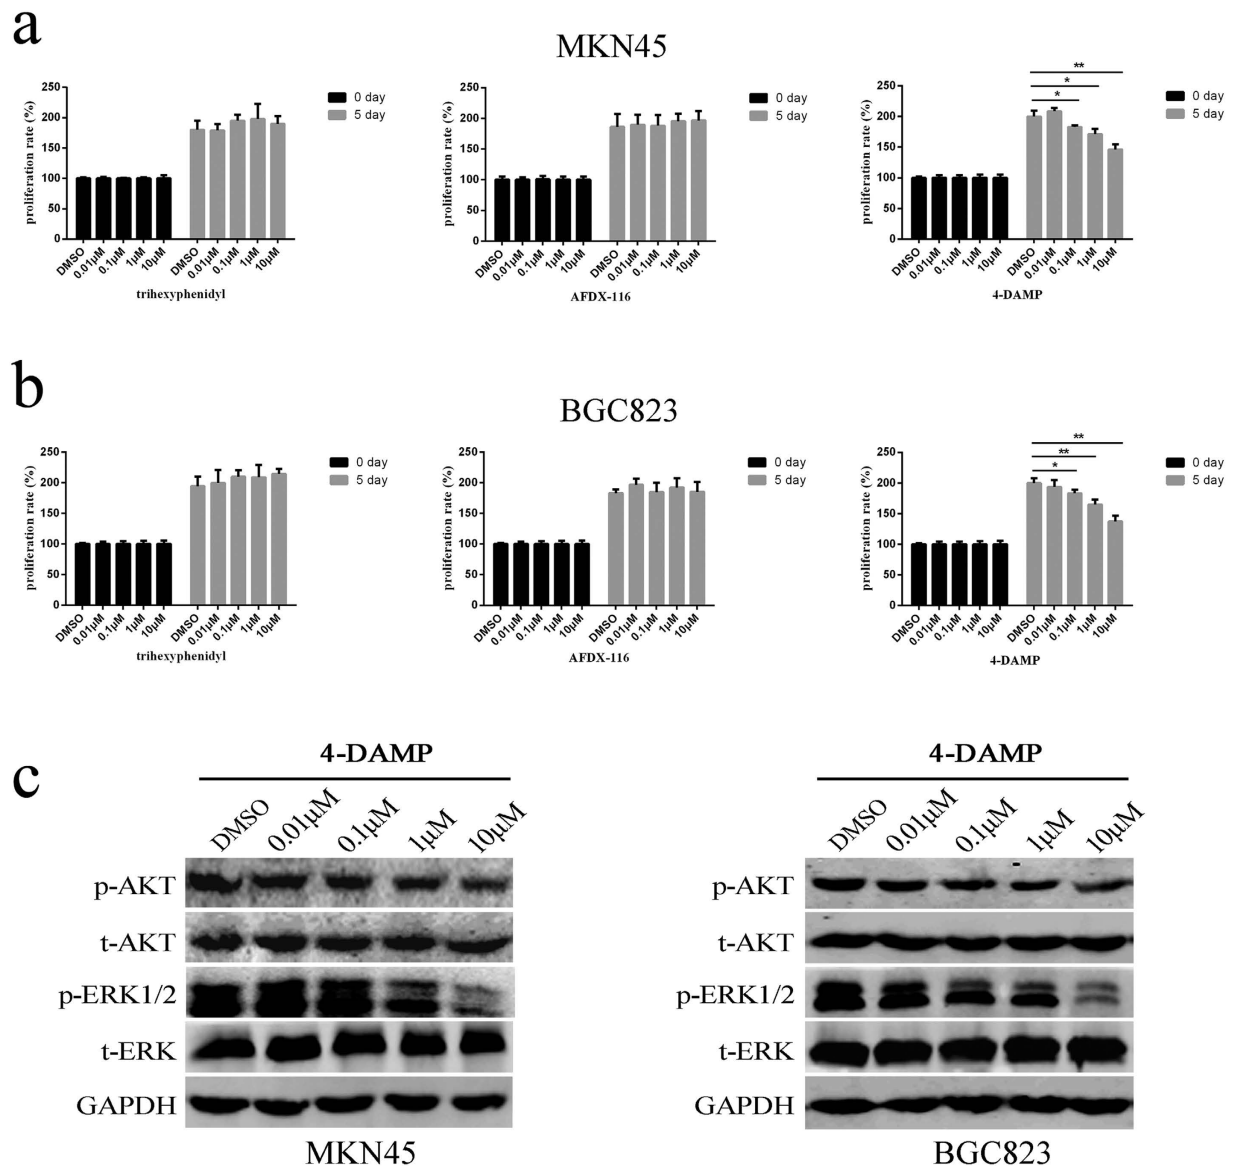 a
MKN45
proliferation rate (%)
250
200
150
100
50
0
DMSO
0.01μM
0.1μM
1μM
10μM
DMSO
0.01μM
0.1μM
1μM
10μM
trihexyphenidyl
0 day
5 day
proliferation rate (%)
250
200
150
100
50
0
DMSO
0.01μM
0.1μM
1μM
10μM
DMSO
0.01μM
0.1μM
1μM
10μM
AFDX-116
0 day
5 day
proliferation rate (%)
250
200
150
100
50
0
**
*
*
DMSO
0.01μM
0.1μM
1μM
10μM
DMSO
0.01μM
0.1μM
1μM
10μM
4-DAMP
0 day
5 day
b
BGC823
proliferation rate (%)
250
200
150
100
50
0
DMSO
0.01μM
0.1μM
1μM
10μM
DMSO
0.01μM
0.1μM
1μM
10μM
trihexyphenidyl
0 day
5 day
proliferation rate (%)
250
200
150
100
50
0
DMSO
0.01μM
0.1μM
1μM
10μM
DMSO
0.01μM
0.1μM
1μM
10μM
AFDX-116
0 day
5 day
proliferation rate (%)
250
200
150
100
50
0
**
**
*
DMSO
0.01μM
0.1μM
1μM
10μM
DMSO
0.01μM
0.1μM
1μM
10μM
4-DAMP
0 day
5 day
c
4-DAMP
DMSO
0.01μM
0.1μM
1μM
10μM
p-AKT
t-AKT
p-ERK1/2
t-ERK
GAPDH
MKN45
4-DAMP
DMSO
0.01μM
0.1μM
1μM
10μM
p-AKT
t-AKT
p-ERK1/2
t-ERK
GAPDH
BGC823